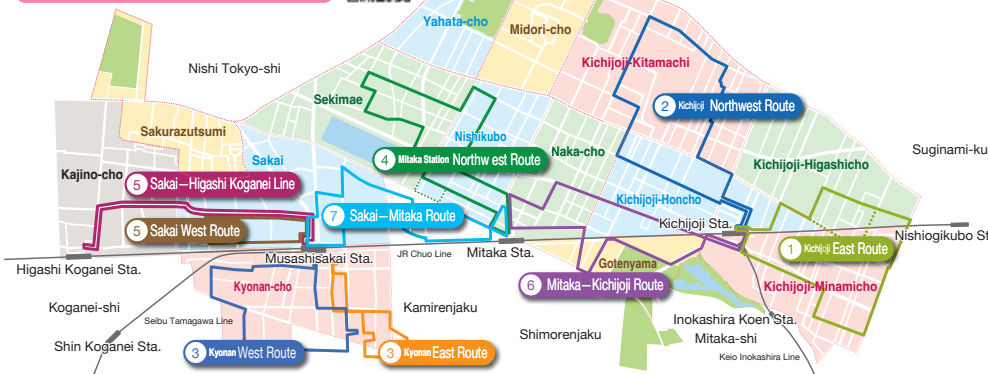 Yahata-cho
Midori-cho
Kichijoji-Kitamachi
Nishi Tokyo-shi
Sekimae
2 Kichijoji Northwest Route
Sakurazutsumi
Nishikubo
Sakai
4 Mitaka Station Northw est Route
Naka-cho
Kichijoji-Higashicho
Suginami-ku
Kajino-cho
5 Sakai–Higashi Koganei Line
Kichijoji-Honcho
7 Sakai–Mitaka Route
Kichijoji Sta.
5 Sakai West Route
Nishiogikubo St
1 Kichijoji East Route
Musashisakai Sta.
JR Chuo Line
Mitaka Sta.
Higashi Koganei Sta.
Gotenyama
Kyonan-cho
6 Mitaka–Kichijoji Route
Kichijoji-Minamicho
Koganei-shi
Kamirenjaku
Seibu Tamagawa Line
Inokashira Koen Sta.
Shimorenjaku
Mitaka-shi
Shin Koganei Sta.
3 Kyonan West Route
3 Kyonan East Route
Keio Inokashira Line